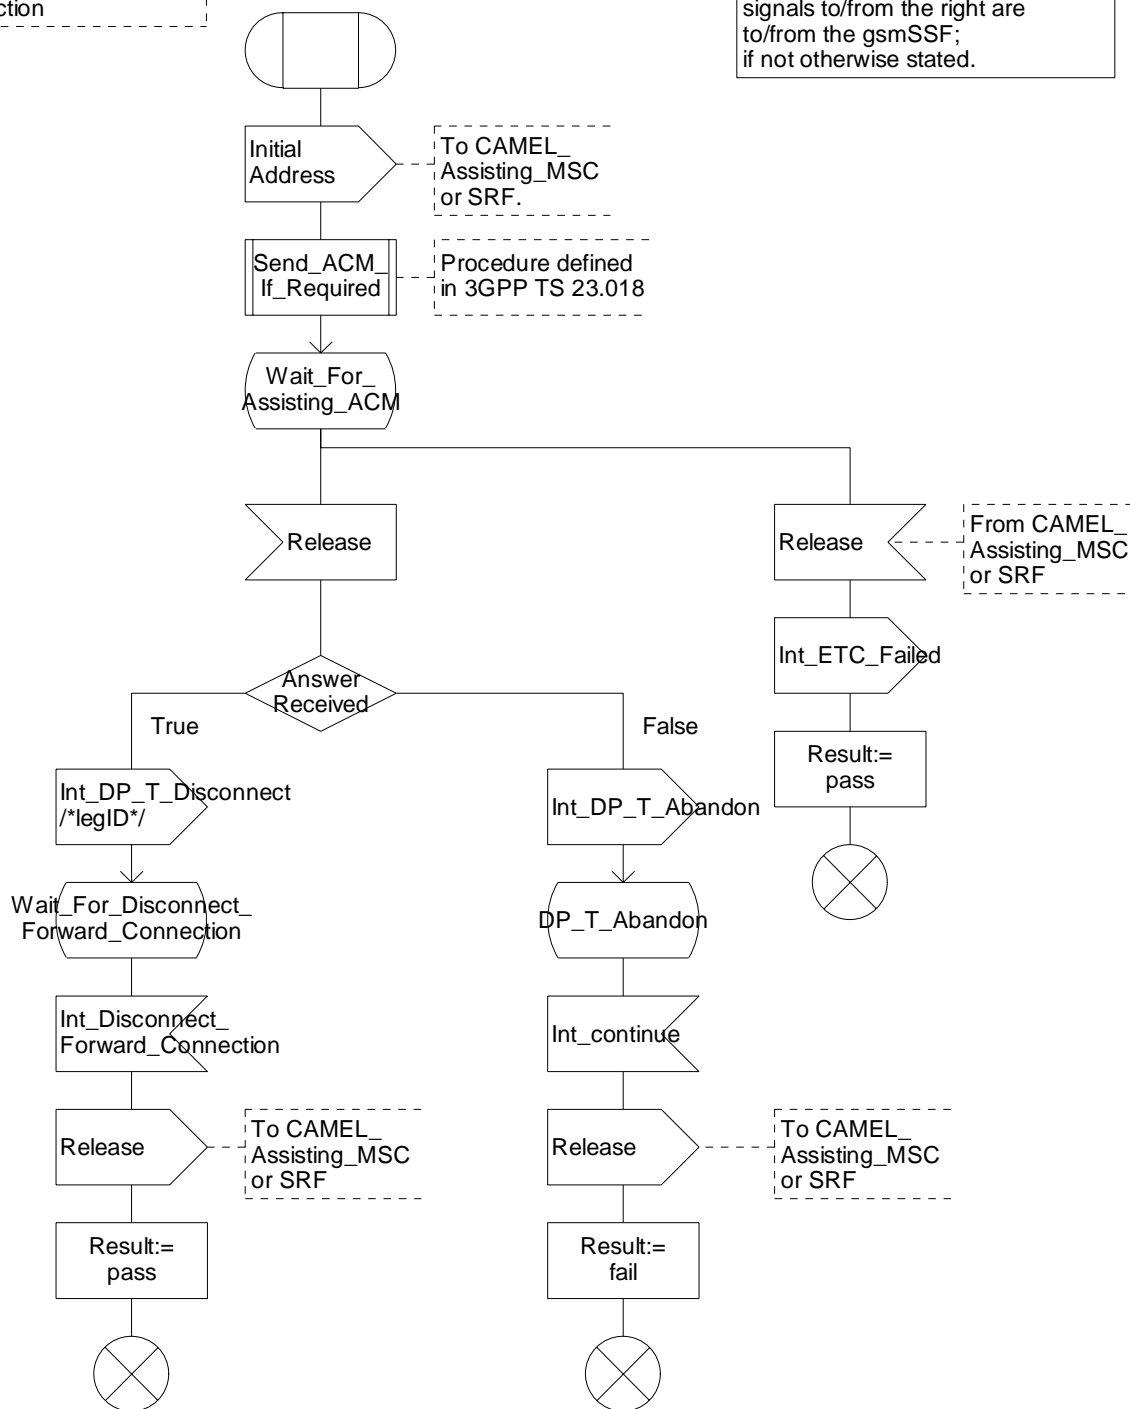 ction
signals to/from the right are
to/from the gsmSSF;
if not otherwise stated.
Initial
Address
To CAMEL_
Assisting_MSC
or SRF.
Send_ACM_
If_Required
Procedure defined
in 3GPP TS 23.018
Wait_For_
Assisting_ACM
Release
Release
From CAMEL_
Assisting_MSC
or SRF
Int_ETC_Failed
Answer
Received
True
False
Result:=
pass
Int_DP_T_Disconnect
/*legID*/
Int_DP_T_Abandon
Wait_For_Disconnect_
Forward_Connection
DP_T_Abandon
Int_Disconnect_
Forward_Connection
Int_continue
Release
To CAMEL_
Assisting_MSC
or SRF
Release
To CAMEL_
Assisting_MSC
or SRF
Result:=
pass
Result:=
fail